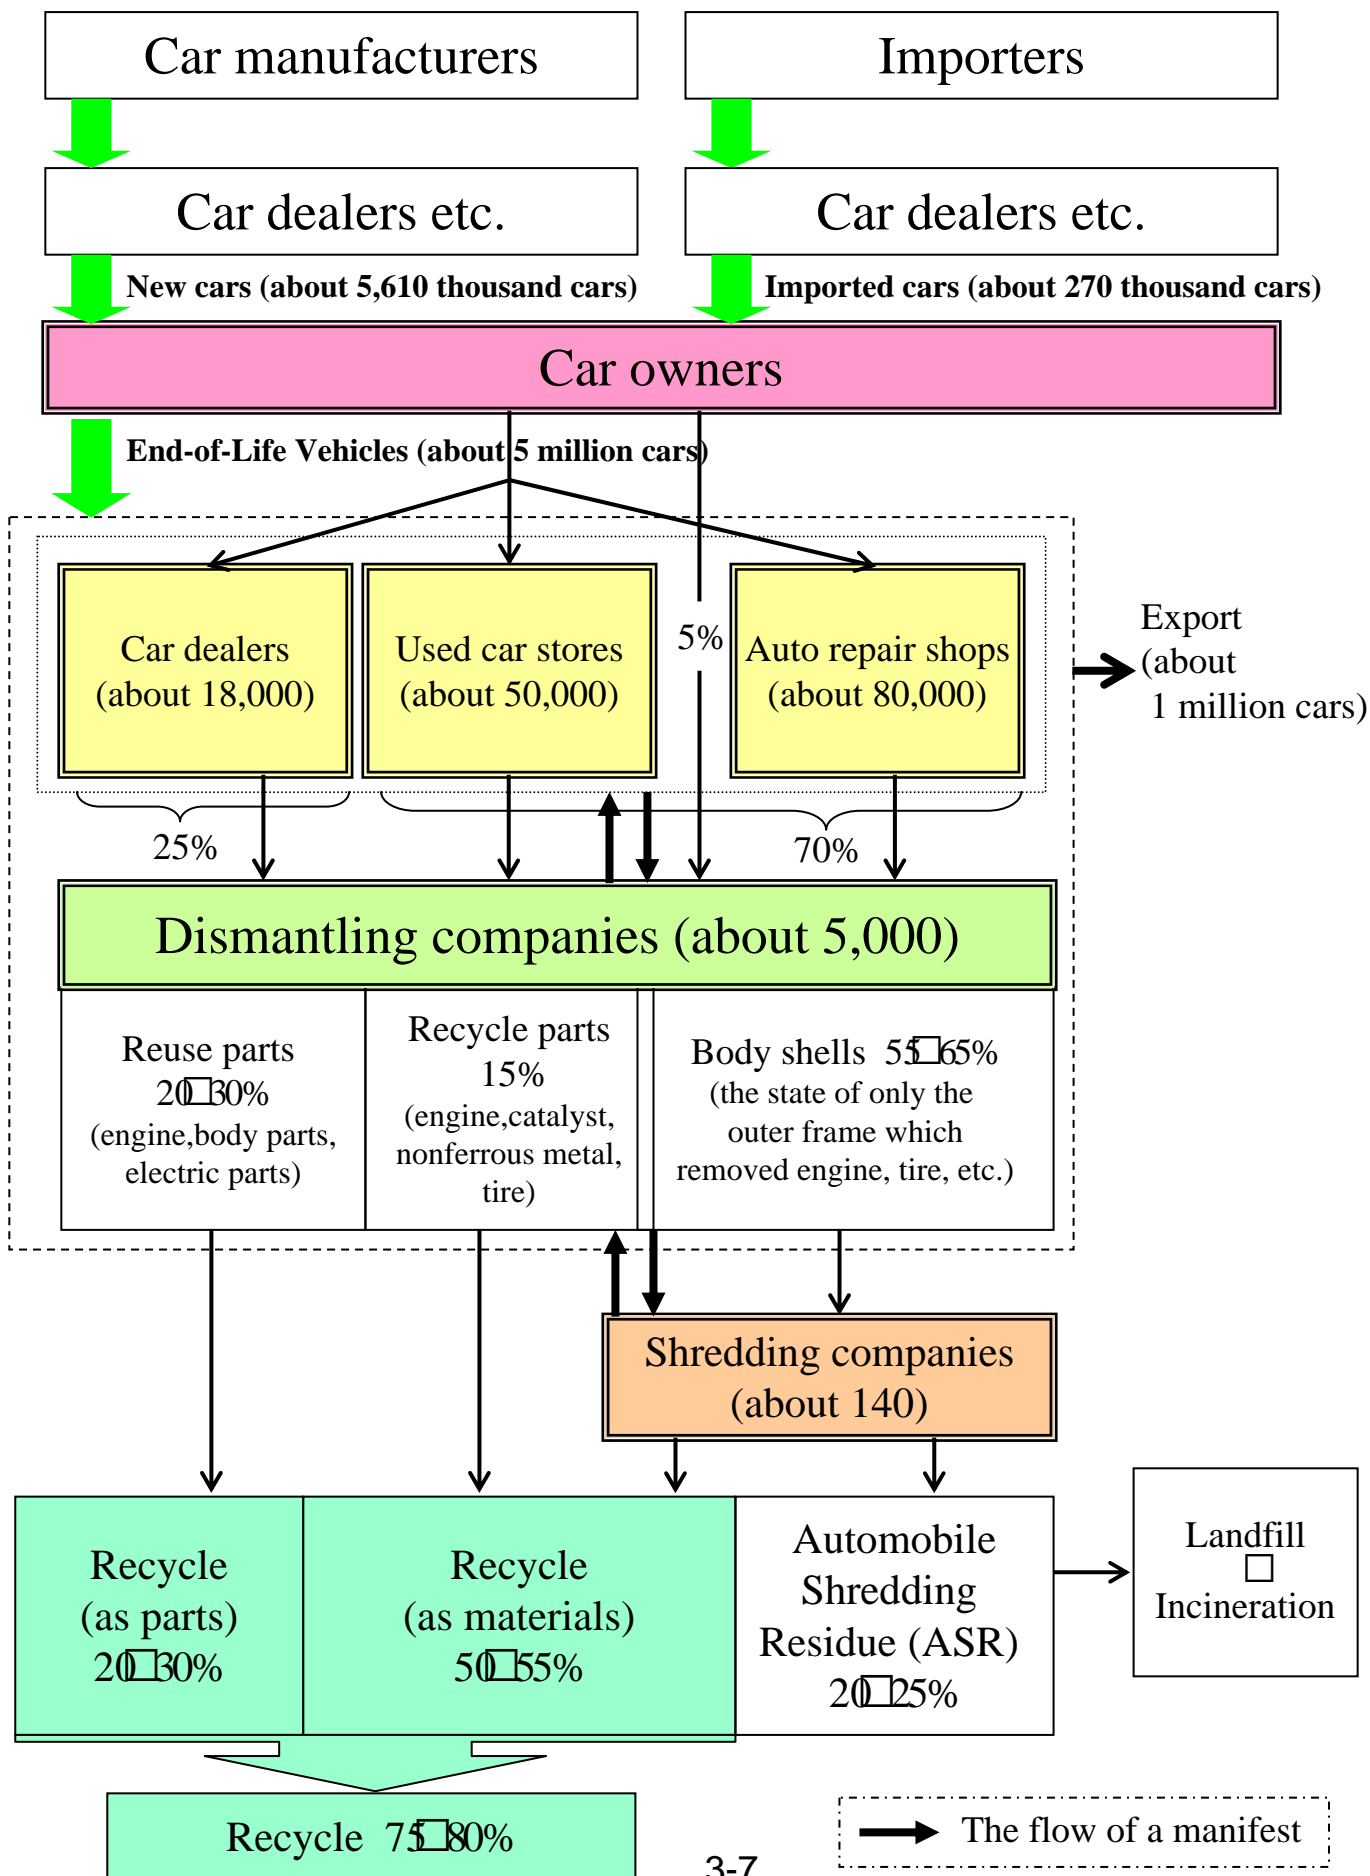 Car manufacturers
Importers
Car dealers etc.
Car dealers etc.
New cars (about 5,610 thousand cars)
Imported cars (about 270 thousand cars)
Car owners
End-of-Life Vehicles (about 5 million cars)
Car dealers
(about 18,000)
Used car stores
(about 50,000)
5%
Auto repair shops
(about 80,000)
Export
(about
1 million cars)
25%
70%
Dismantling companies (about 5,000)
Reuse parts
20□30%
(engine,body parts,
electric parts)
Recycle parts
15%
(engine,catalyst,
nonferrous metal,
tire)
Body shells 55□65%
(the state of only the
outer frame which
removed engine, tire, etc.)
Shredding companies
(about 140)
Recycle
(as parts)
20□30%
Recycle
(as materials)
50□55%
Automobile
Shredding
Residue (ASR)
20□25%
Landfill
□
Incineration
Recycle 75□80%
The flow of a manifest
3-7